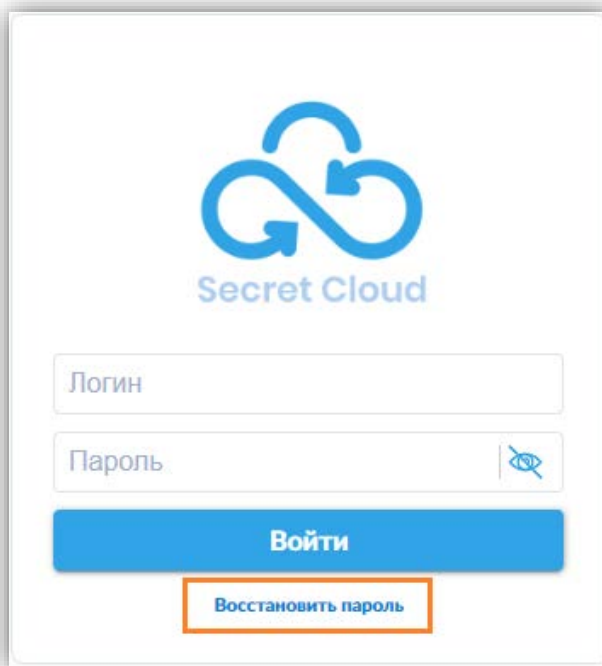 Secret Cloud
Логин
Пароль
Войти
Восстановить пароль